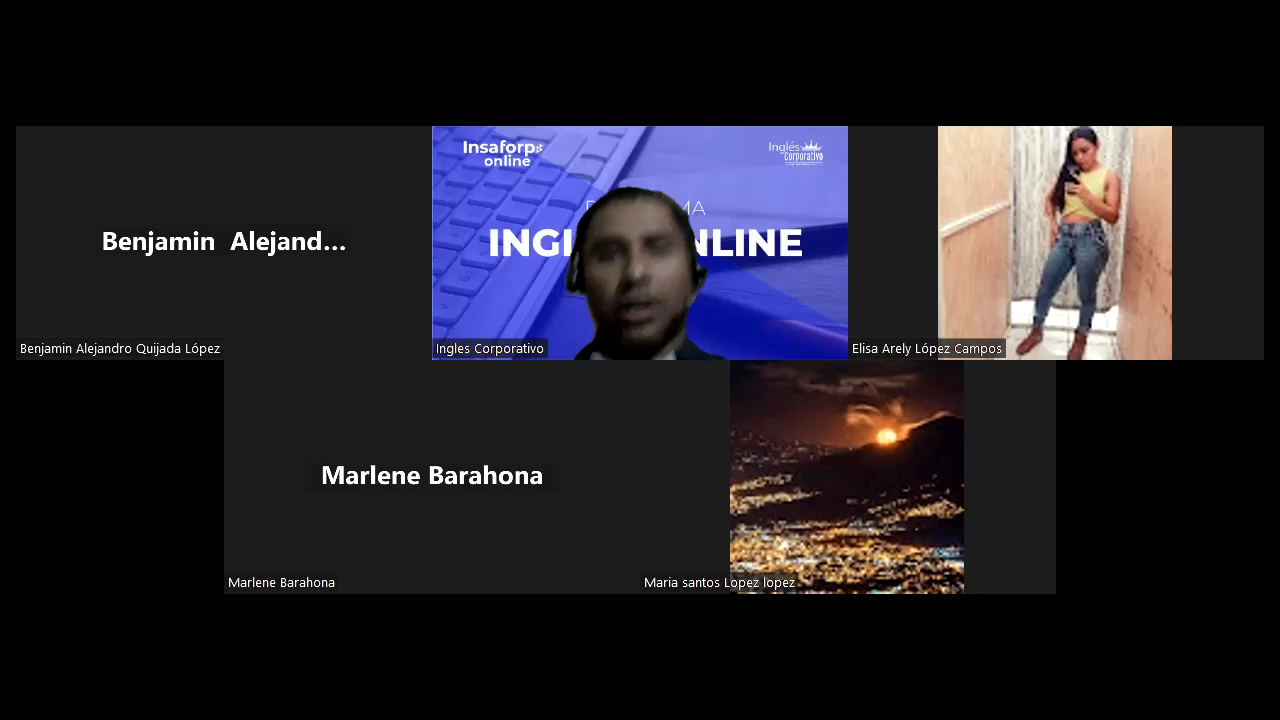 Benjamin Alejand...
Benjamin Alejandro Quijada López
Insaforp
online
Inglés
Corporativo
INGL
NLINE
Ingles Corporativo
Elisa Arely López Campos
Marlene Barahona
Marlene Barahona
Maria santos Lopez lopez